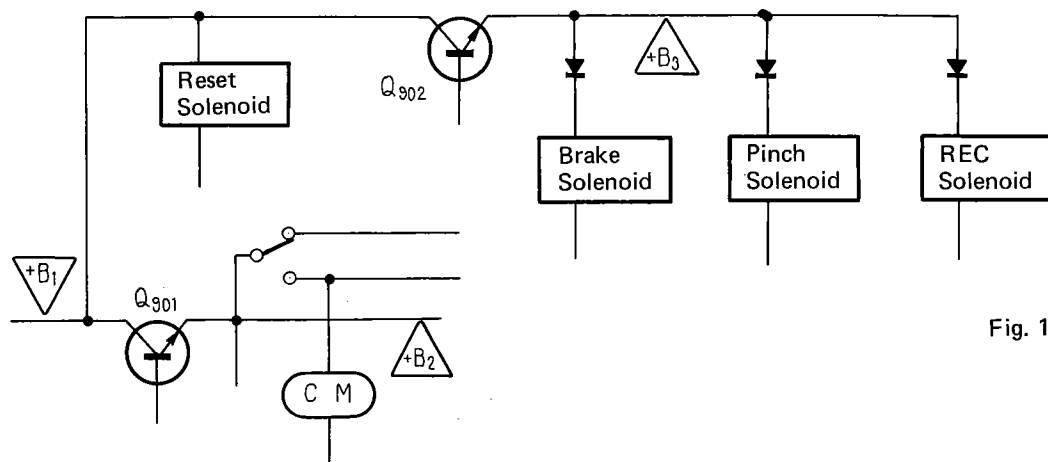 Reset
Solenoid
Q902
+B3
Brake
Solenoid
Pinch
Solenoid
REC
Solenoid
+B1
Q901
+B2
C M
Fig. 1